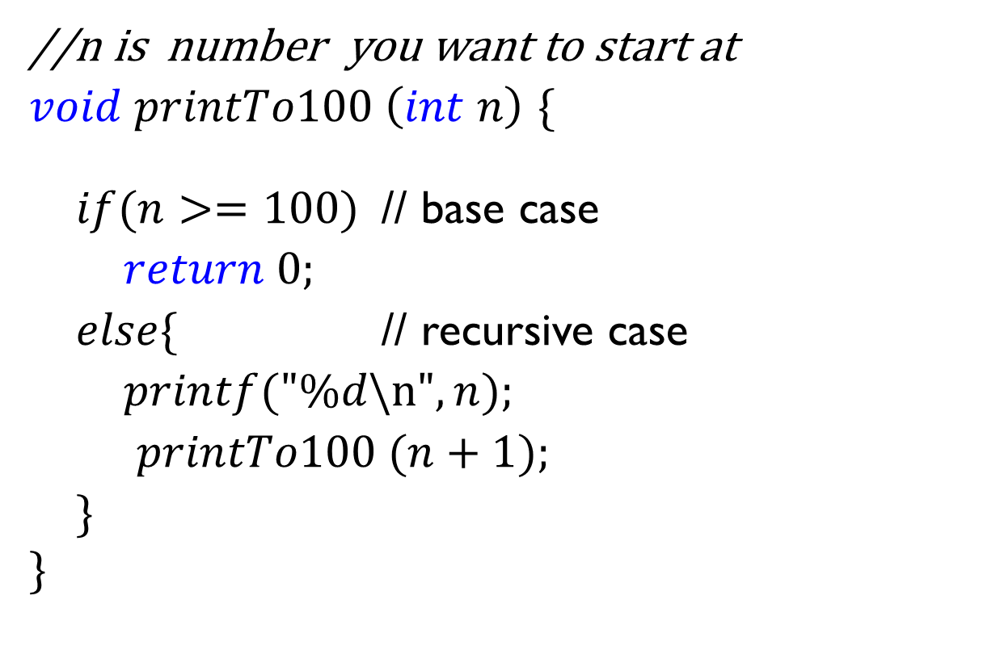 //n is number you want to start at
void printTo100 (int n) {
if(n >= 100) // base case
return 0;
else{ // recursive case
printf("%d\n", n);
printTo100 (n + 1);
}
}